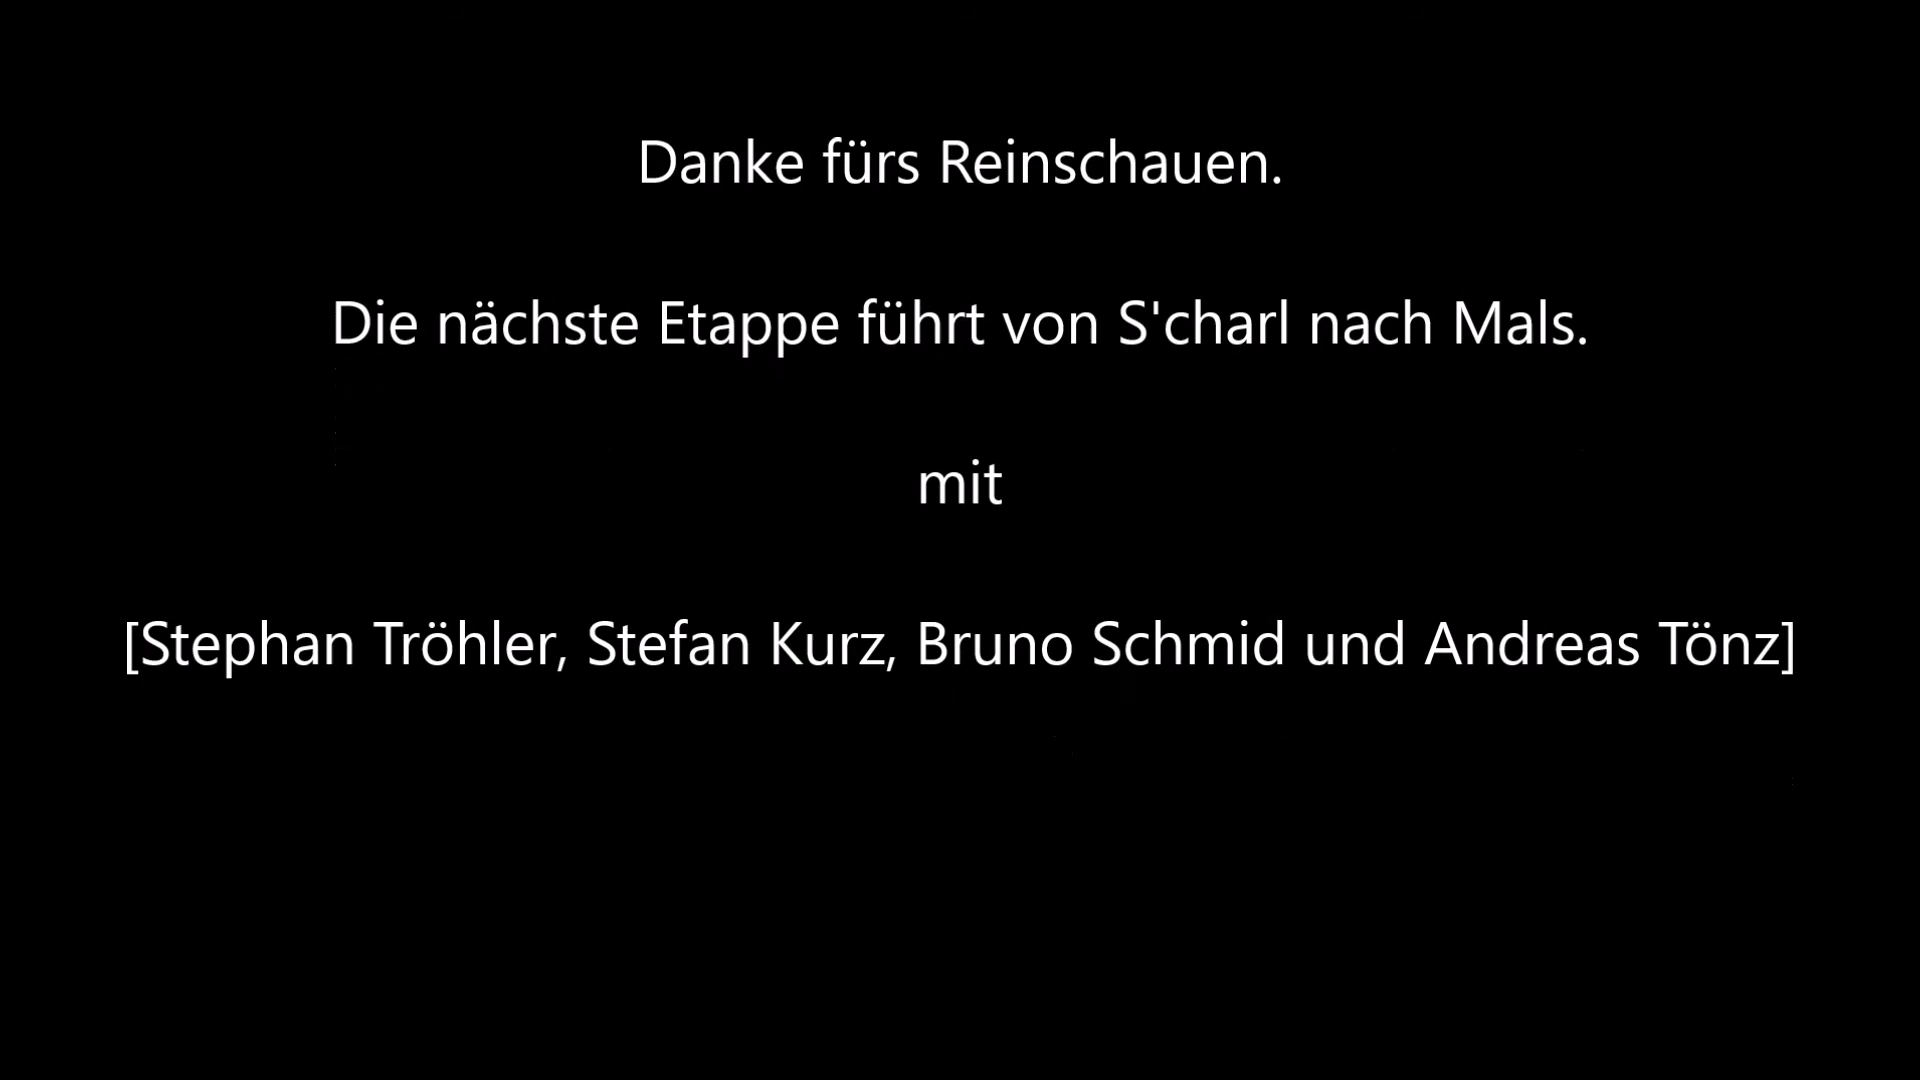 Danke fürs Reinschauen.
Die nächste Etappe führt von S'charl nach Mals.
mit
[Stephan Tröhler, Stefan Kurz, Bruno Schmid und Andreas Tönz]